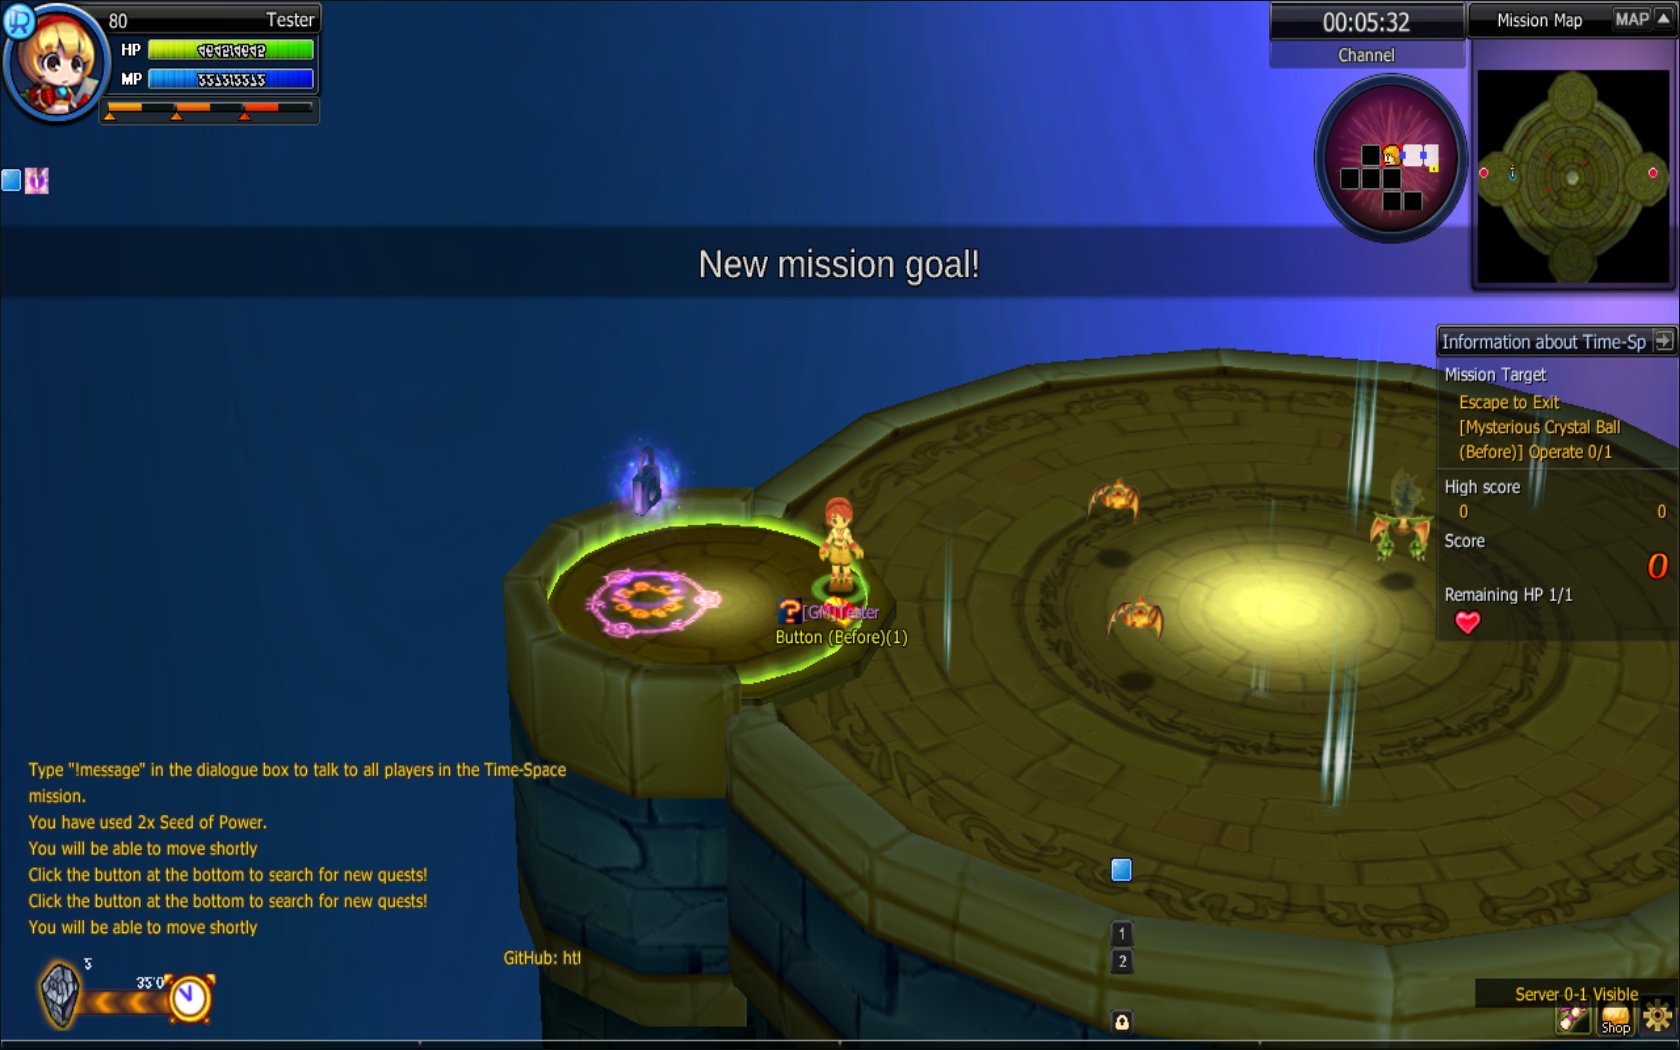 80
Tester
HP
MP
00:05:32
Channel
Mission Map
MAP
New mission goal!
Information about Time-Sp
Mission Target
Escape to Exit
[Mysterious Crystal Ball
(Before)] Operate 0/1
High score
0
0
Score
0
Remaining HP 1/1
[GM]Tester
Button (Before)(1)
Type "!message" in the dialogue box to talk to all players in the Time-Space
mission.
You have used 2x Seed of Power.
You will be able to move shortly
Click the button at the bottom to search for new quests!
Click the button at the bottom to search for new quests!
You will be able to move shortly
GitHub: htt
2
1
2
Server 0-1 Visible
Shop